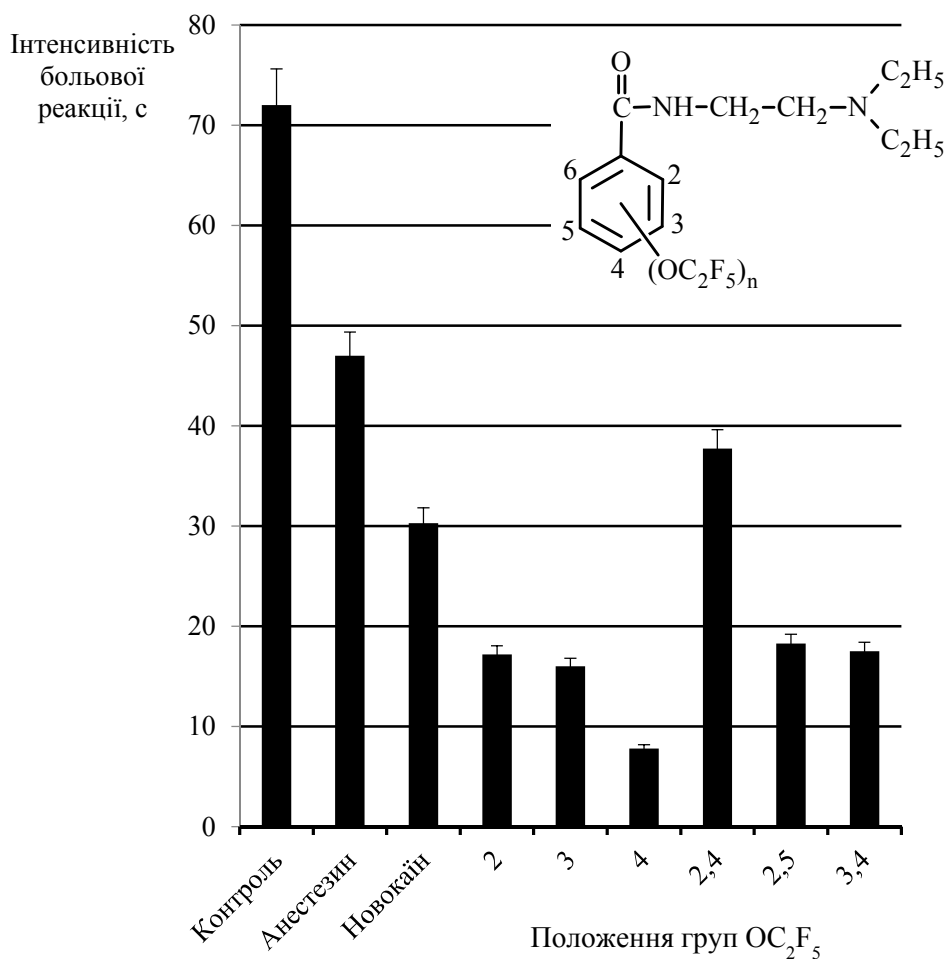 Інтенсивність
больової
реакції, с
80
70
60
50
40
30
20
10
0
O
C
NH
CH₂
CH₂
N
C₂H₅
C₂H₅
6
2
5
3
4
(OC₂F₅)n
Контроль
Анестезин
Новокаїн
2
3
4
2,4
2,5
3,4
Положення груп OC₂F₅